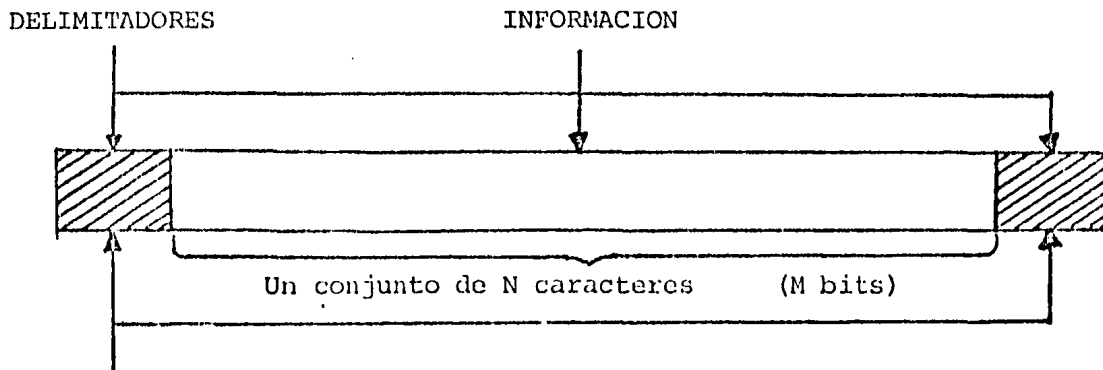 DELIMITADORES INFORMACION
Un conjunto de N caracteres (M bits)